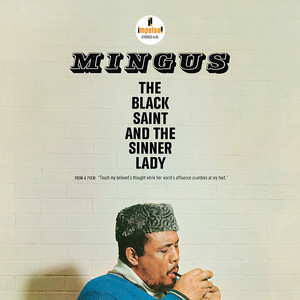 impulse!
STEREO A-35
MINGUS
THE
BLACK
SAINT
AND THE
SINNER
LADY
FROM A POEM: "Touch my beloved's thought while her world's affluence crumbles at my feet."